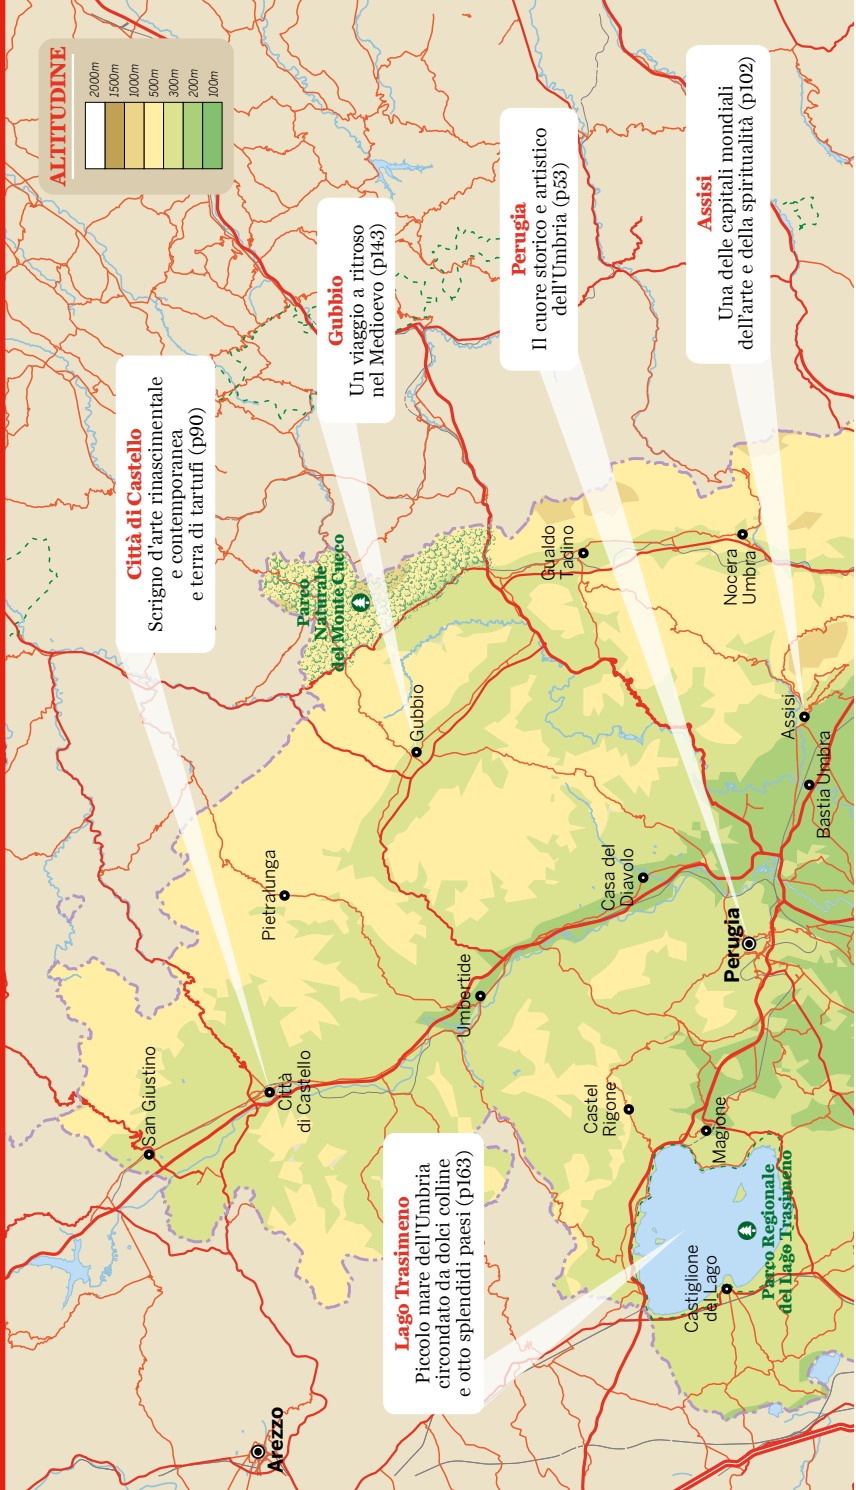 ALTITUDINE
2000m
1500m
1000m
500m
300m
200m
100m
Città di Castello
Scrigno d'arte rinascimentale
e contemporanea
e terra di tartufi (p90)
Gubbio
Un viaggio a ritroso
nel Medioevo (p143)
Perugia
Il cuore storico e artistico
dell'Umbria (p53)
Assisi
Una delle capitali mondiali
dell'arte e della spiritualità (p102)
Lago Trasimeno
Piccolo mare dell'Umbria
circondato da dolci colline
e otto splendidi paesi (p163)
San Giustino
Città
di Castello
Pietralunga
Parco
Naturale
del Monte Cucco
Gubbio
Umbertide
Gualdo
Tadino
Nocera
Umbra
Casa del
Diavolo
Castel
Rigone
Magione
Perugia
Assisi
Bastia Umbra
Castiglione
del Lago
Parco Regionale
del Lago Trasimeno
Arezzo